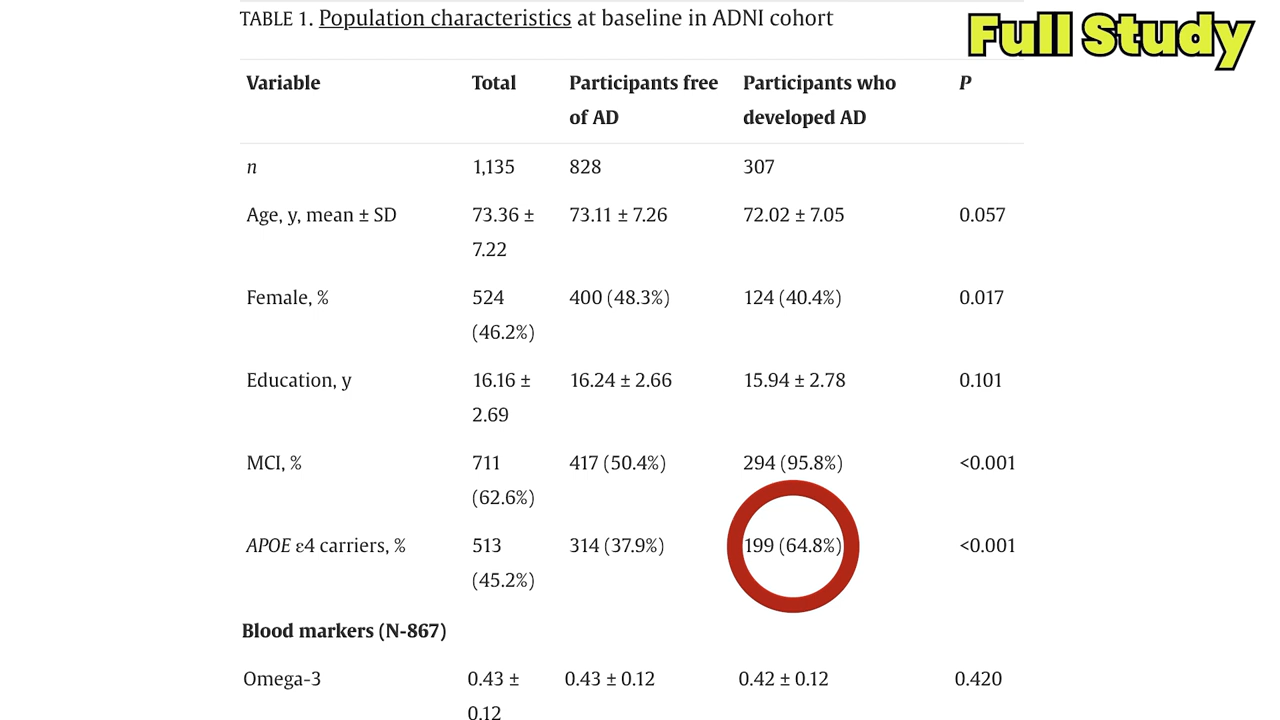 TABLE 1. Population characteristics at baseline in ADNI cohort
Full Study
Variable Total Participants free of AD Participants who developed AD P
n 1,135 828 307
Age, y, mean ± SD 73.36 ± 7.22 73.11 ± 7.26 72.02 ± 7.05 0.057
Female, % 524 (46.2%) 400 (48.3%) 124 (40.4%) 0.017
Education, y 16.16 ± 2.69 16.24 ± 2.66 15.94 ± 2.78 0.101
MCI, % 711 (62.6%) 417 (50.4%) 294 (95.8%) <0.001
APOE ε4 carriers, % 513 (45.2%) 314 (37.9%) 199 (64.8%) <0.001
Blood markers (N-867)
Omega-3 0.43 ± 0.12 0.43 ± 0.12 0.42 ± 0.12 0.420